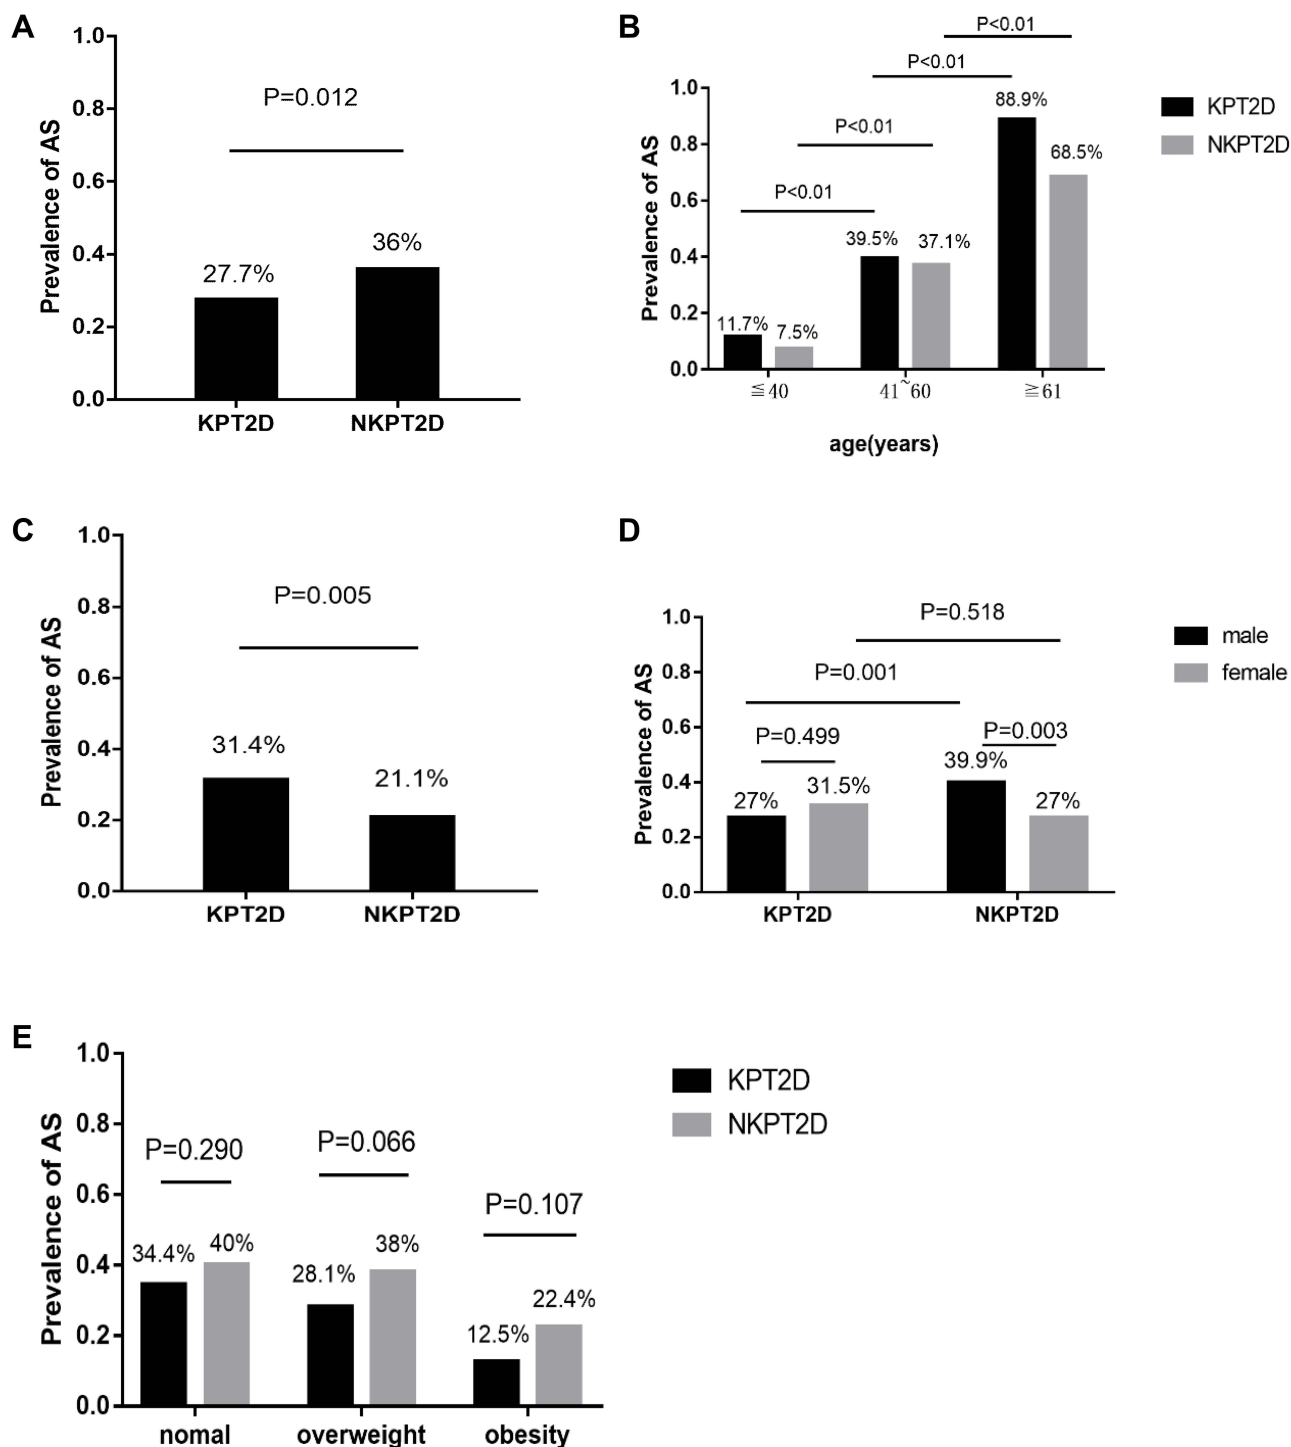 A
Prevalence of AS
1.0
0.8
0.6
0.4
0.2
0.0
P=0.012
27.7%
36%
KPT2D
NKPT2D
B
Prevalence of AS
1.0
0.8
0.6
0.4
0.2
0.0
P<0.01
P<0.01
P<0.01
P<0.01
11.7%
7.5%
39.5%
37.1%
88.9%
68.5%
≦40
41~60
≧61
age(years)
KPT2D
NKPT2D
C
Prevalence of AS
1.0
0.8
0.6
0.4
0.2
0.0
P=0.005
31.4%
21.1%
KPT2D
NKPT2D
D
Prevalence of AS
1.0
0.8
0.6
0.4
0.2
0.0
P=0.518
P=0.001
P=0.499
P=0.003
27%
31.5%
39.9%
27%
KPT2D
NKPT2D
male
female
E
Prevalence of AS
1.0
0.8
0.6
0.4
0.2
0.0
P=0.290
P=0.066
P=0.107
34.4%
40%
28.1%
38%
12.5%
22.4%
nomal
overweight
obesity
KPT2D
NKPT2D